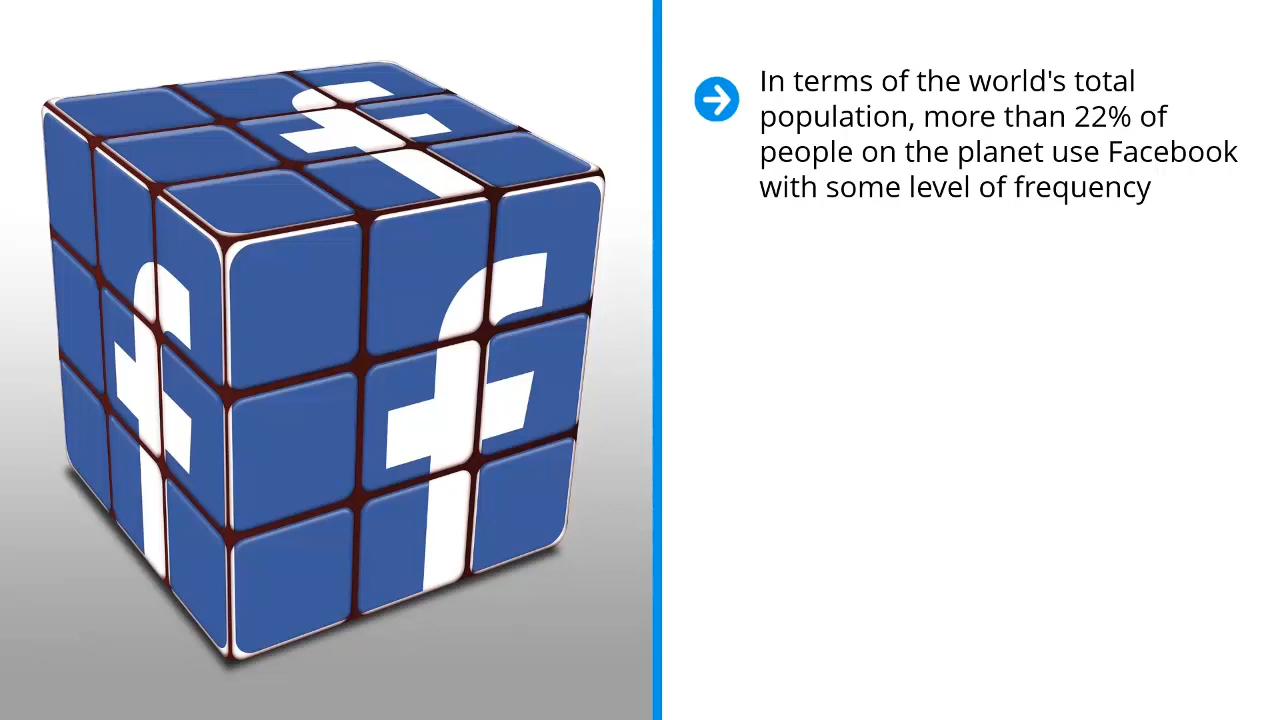 In terms of the world's total
population, more than 22% of
people on the planet use Facebook
with some level of frequency